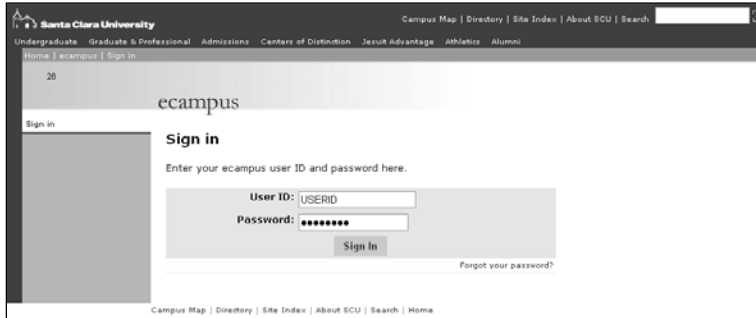 Santa Clara University
Campus Map | Directory | Site Index | About SCU | Search
Undergraduate Graduate & Professional Admissions Centers of Distinction Jesuit Advantage Athletics Alumni
Home | ecampus | Sign in
26
ecampus
Sign in
Sign in
Enter your ecampus user ID and password here.
User ID: USERID
Password: ••••••••
Sign In
Forgot your password?
Campus Map | Directory | Site Index | About SCU | Search | Home